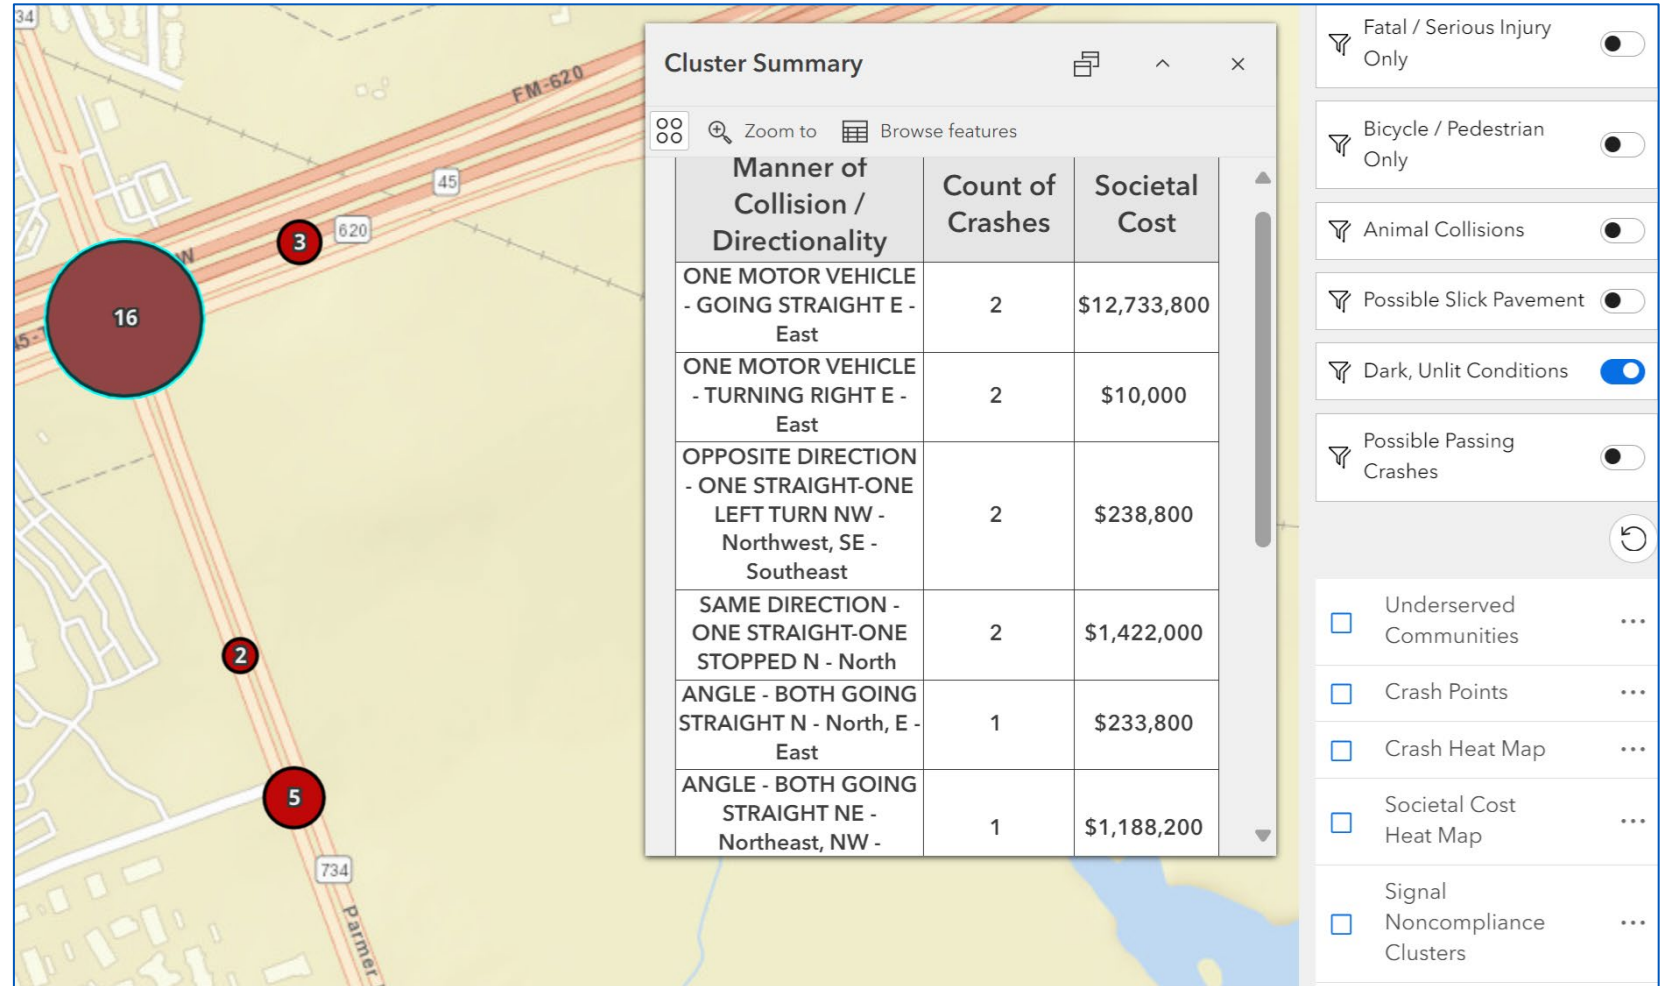 34
FM-620
45
620
3
W
16
45-T
2
5
734
Parmer
Cluster Summary
Zoom to
Browse features
Manner of
Collision /
Directionality
Count of
Crashes
Societal
Cost
ONE MOTOR VEHICLE
- GOING STRAIGHT E -
East
2
$12,733,800
ONE MOTOR VEHICLE
- TURNING RIGHT E -
East
2
$10,000
OPPOSITE DIRECTION
- ONE STRAIGHT-ONE
LEFT TURN NW -
Northwest, SE -
Southeast
2
$238,800
SAME DIRECTION -
ONE STRAIGHT-ONE
STOPPED N - North
2
$1,422,000
ANGLE - BOTH GOING
STRAIGHT N - North, E -
East
1
$233,800
ANGLE - BOTH GOING
STRAIGHT NE -
Northeast, NW -
1
$1,188,200
Fatal / Serious Injury
Only
Bicycle / Pedestrian
Only
Animal Collisions
Possible Slick Pavement
Dark, Unlit Conditions
Possible Passing
Crashes
Underserved
Communities
Crash Points
Crash Heat Map
Societal Cost
Heat Map
Signal
Noncompliance
Clusters